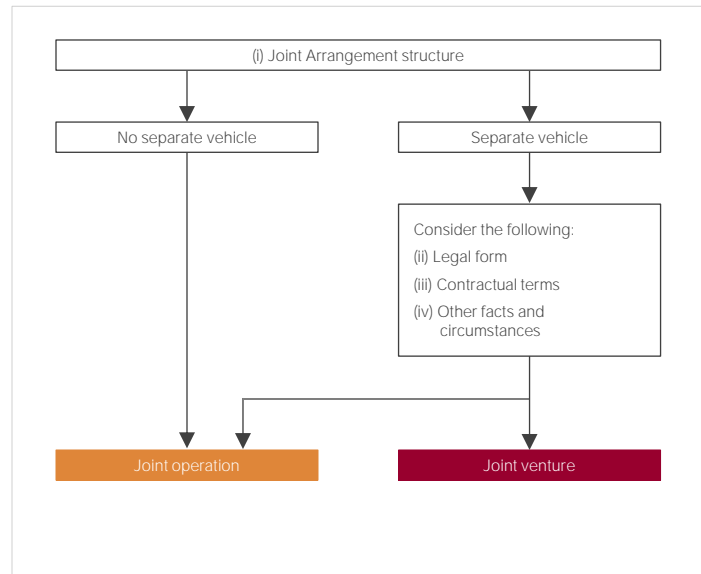 (i) Joint Arrangement structure
No separate vehicle
Separate vehicle
Consider the following:
(ii) Legal form
(iii) Contractual terms
(iv) Other facts and
circumstances
Joint operation
Joint venture